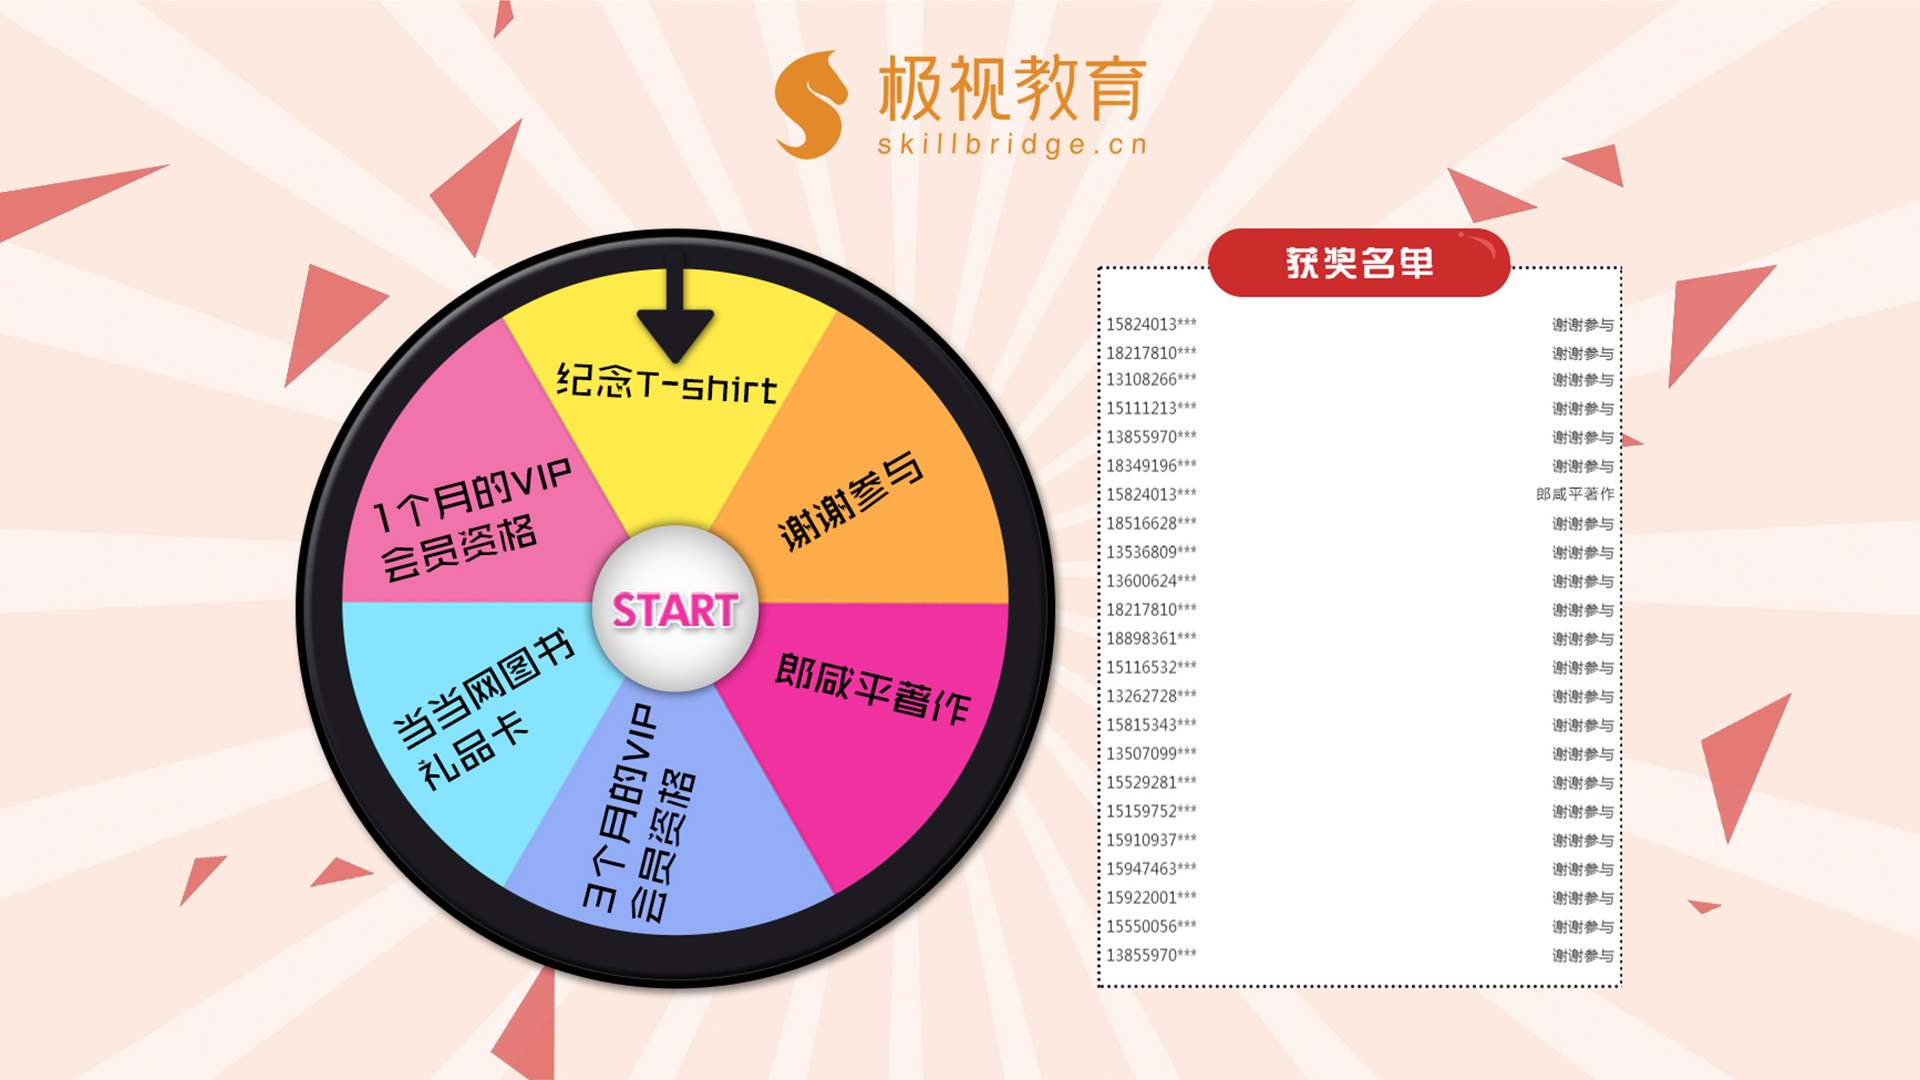 极视教育
skillbridge.cn
纪念T-shirt
谢谢参与
郎咸平著作
3个月的VIP
会员资格
当当网图书
礼品卡
1个月的VIP
会员资格
START
获奖名单
15824013*** 谢谢参与
18217810*** 谢谢参与
13108266*** 谢谢参与
15111213*** 谢谢参与
13855970*** 谢谢参与
18349196*** 谢谢参与
15824013*** 郎咸平著作
18516628*** 谢谢参与
13536809*** 谢谢参与
13600624*** 谢谢参与
18217810*** 谢谢参与
18898361*** 谢谢参与
15116532*** 谢谢参与
13262728*** 谢谢参与
15815343*** 谢谢参与
13507099*** 谢谢参与
15529281*** 谢谢参与
15159752*** 谢谢参与
15910937*** 谢谢参与
15947463*** 谢谢参与
15922001*** 谢谢参与
15550056*** 谢谢参与
13855970*** 谢谢参与